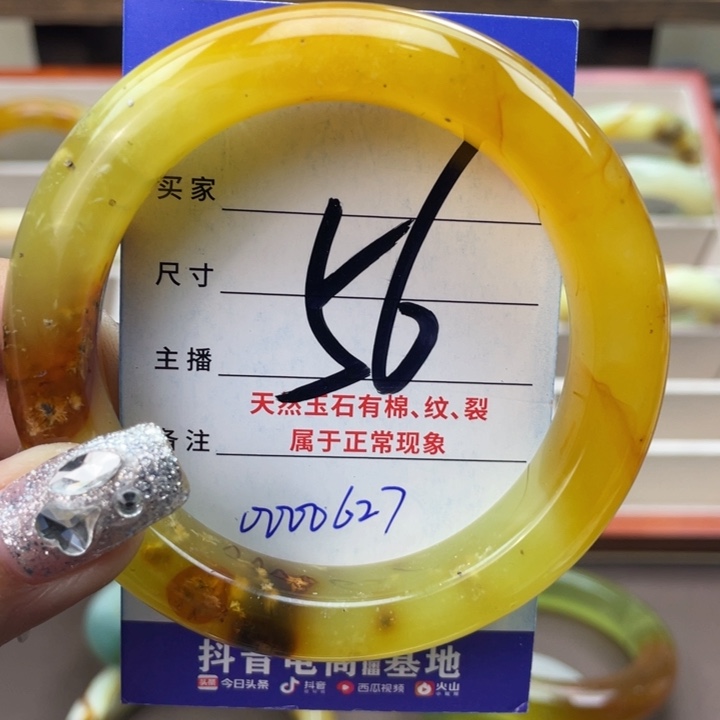 买家
56
尺寸
主播
天然玉石有棉、纹、裂
备注
属于正常现象
0000627
抖音电商直播基地
头条 今日头条 抖音 西瓜视频 火山